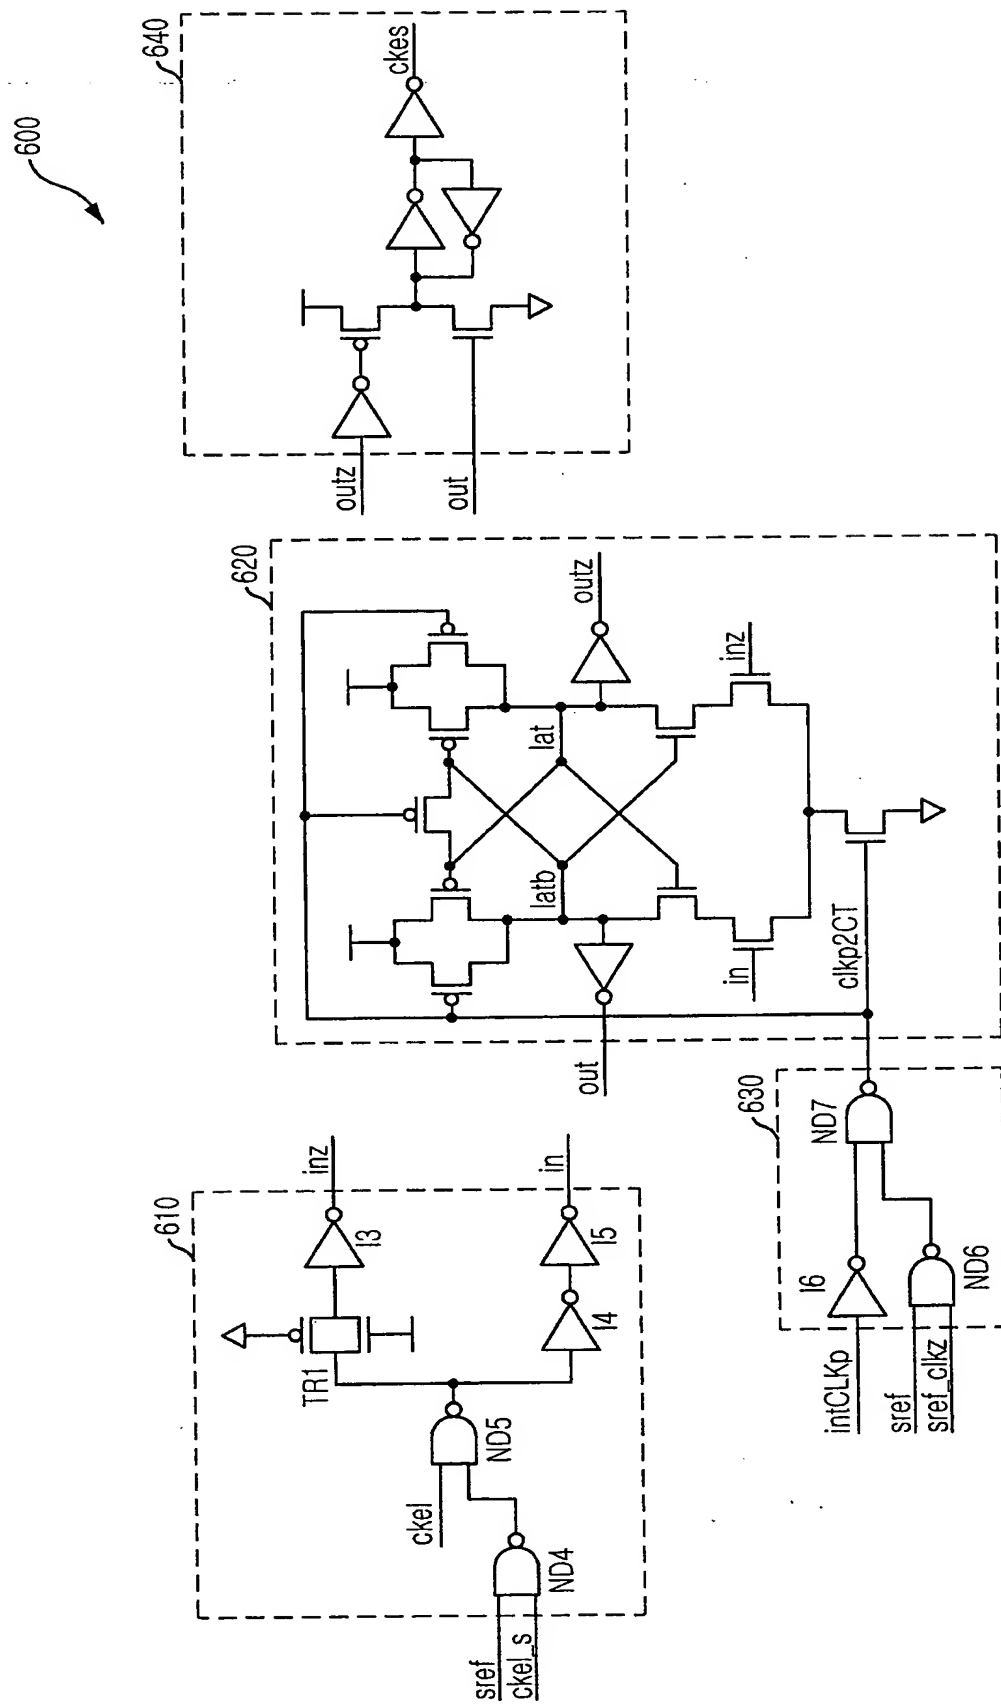 600
610
sref
ckel_s
ND4
ckel
ND5
TR1
I3
inz
I4
I5
in
620
out
outz
latb
lat
in
inz
clkp2CT
630
intCLKp
I6
sref
sref_clkz
ND6
ND7
640
outz
out
ckes